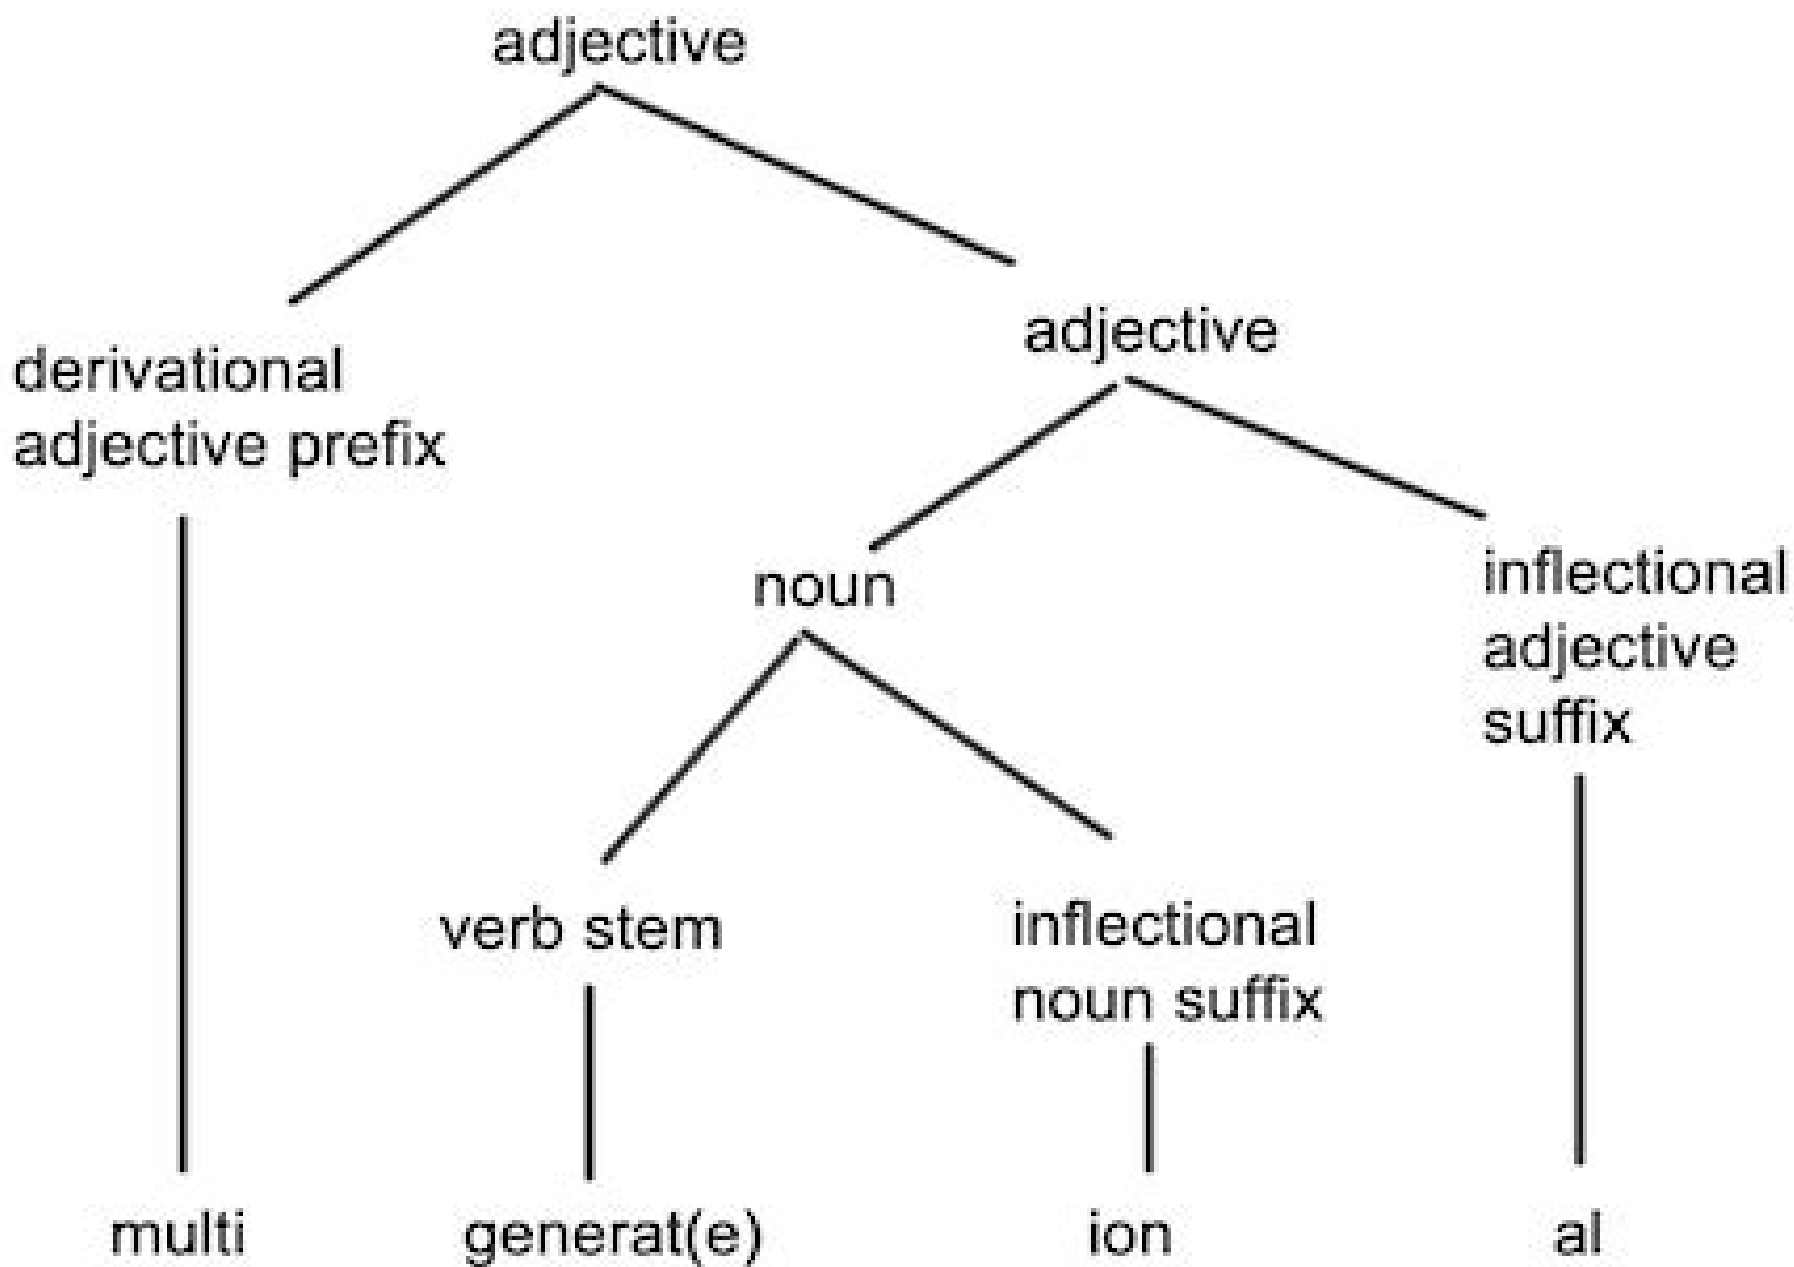 adjective
derivational
adjective prefix
adjective
noun
inflectional
adjective
suffix
verb stem
inflectional
noun suffix
multi
generat(e)
ion
al